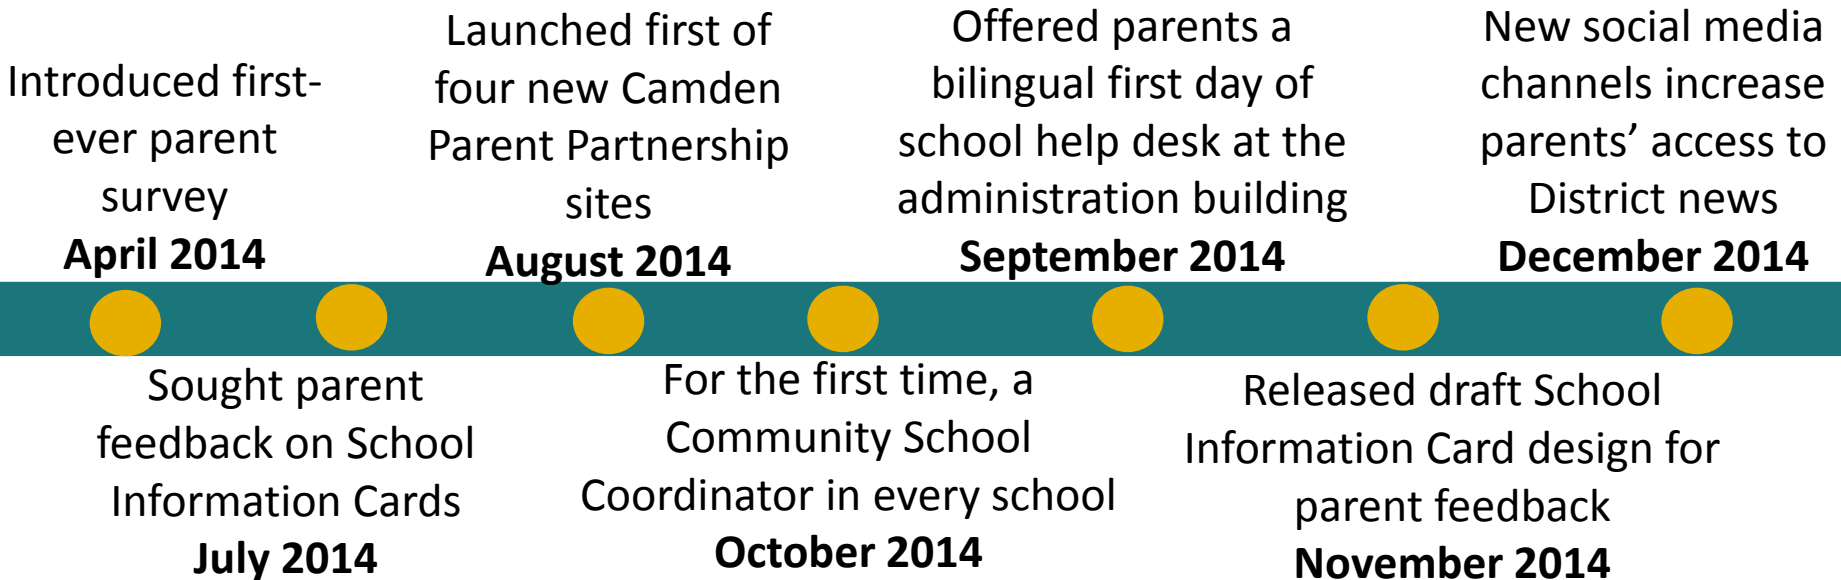 Introduced first-
ever parent
survey
April 2014
Launched first of
four new Camden
Parent Partnership
sites
August 2014
Offered parents a
bilingual first day of
school help desk at the
administration building
September 2014
New social media
channels increase
parents’ access to
District news
December 2014
Sought parent
feedback on School
Information Cards
July 2014
For the first time, a
Community School
Coordinator in every school
October 2014
Released draft School
Information Card design for
parent feedback
November 2014